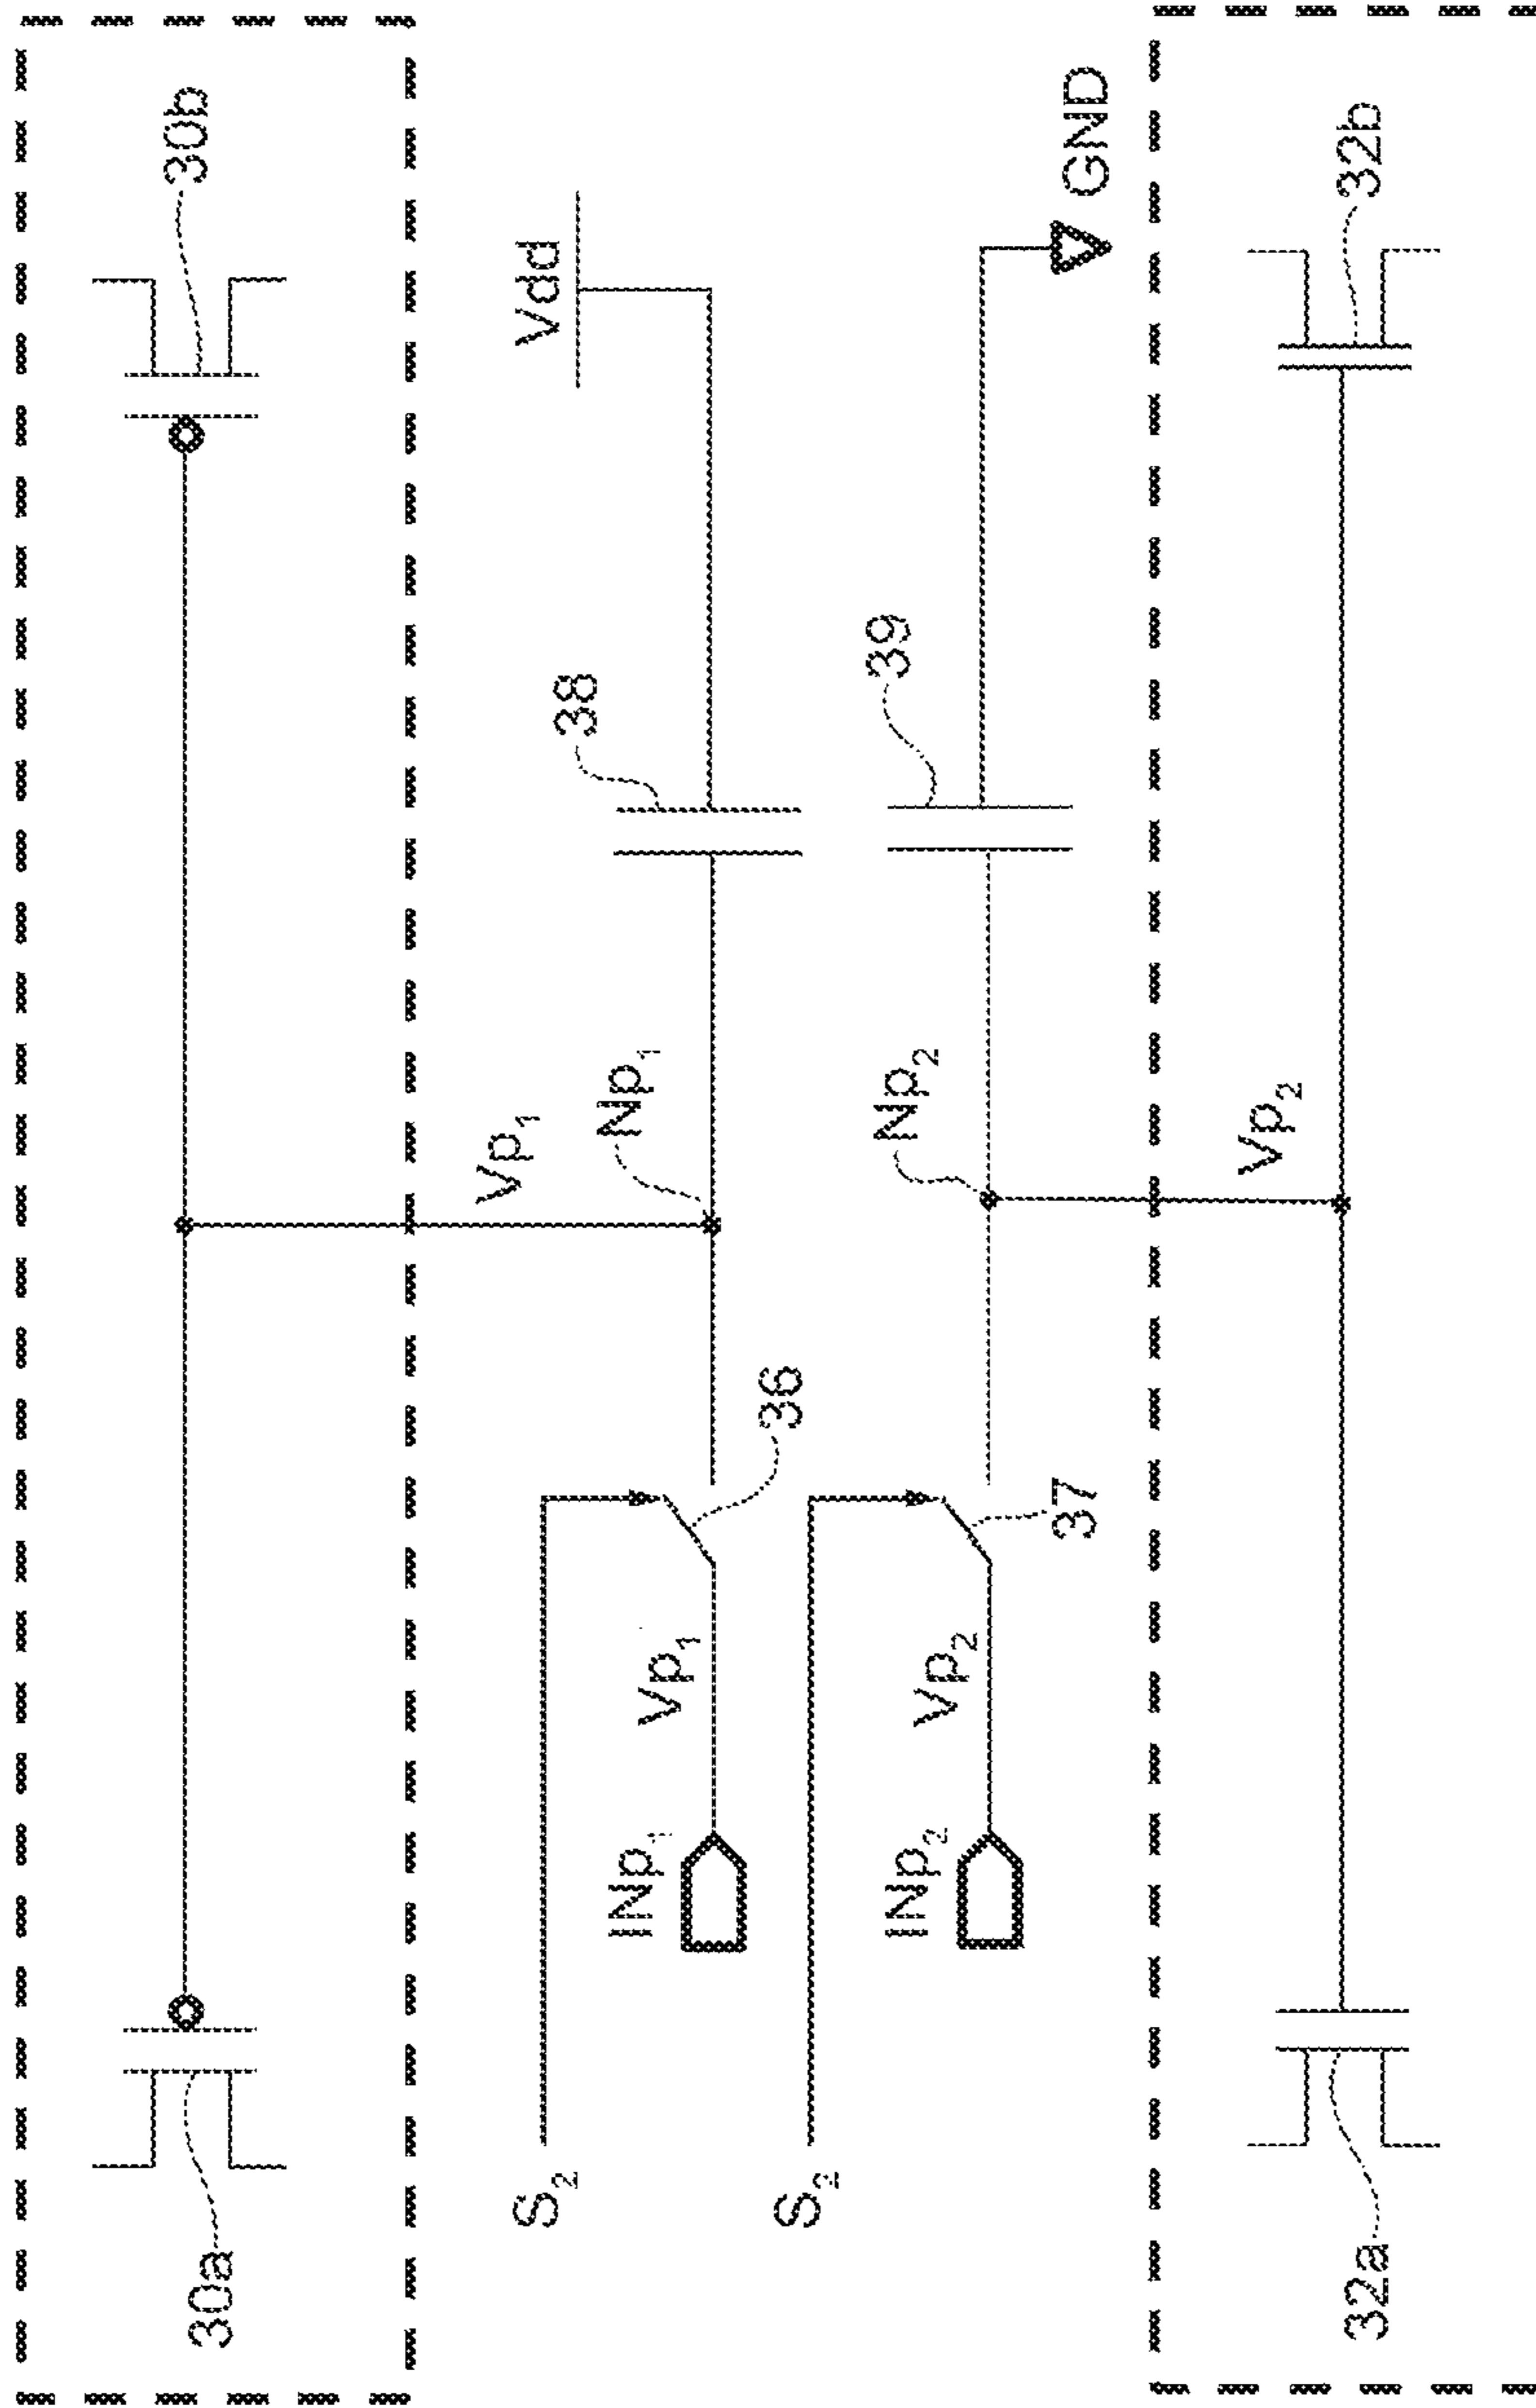 30a
30b
S₂
Vp₁
Vdd
INp₁
Vp₁
36
Np₁
38
S₂
INp₂
Vp₂
37
Np₂
39
GND
Vp₂
32a
32b